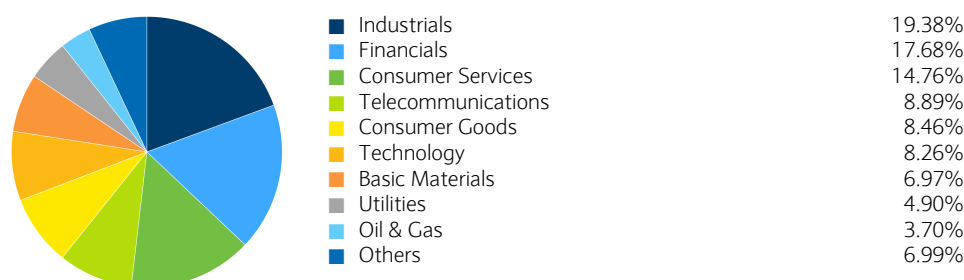 Industrials 19.38%
Financials 17.68%
Consumer Services 14.76%
Telecommunications 8.89%
Consumer Goods 8.46%
Technology 8.26%
Basic Materials 6.97%
Utilities 4.90%
Oil & Gas 3.70%
Others 6.99%